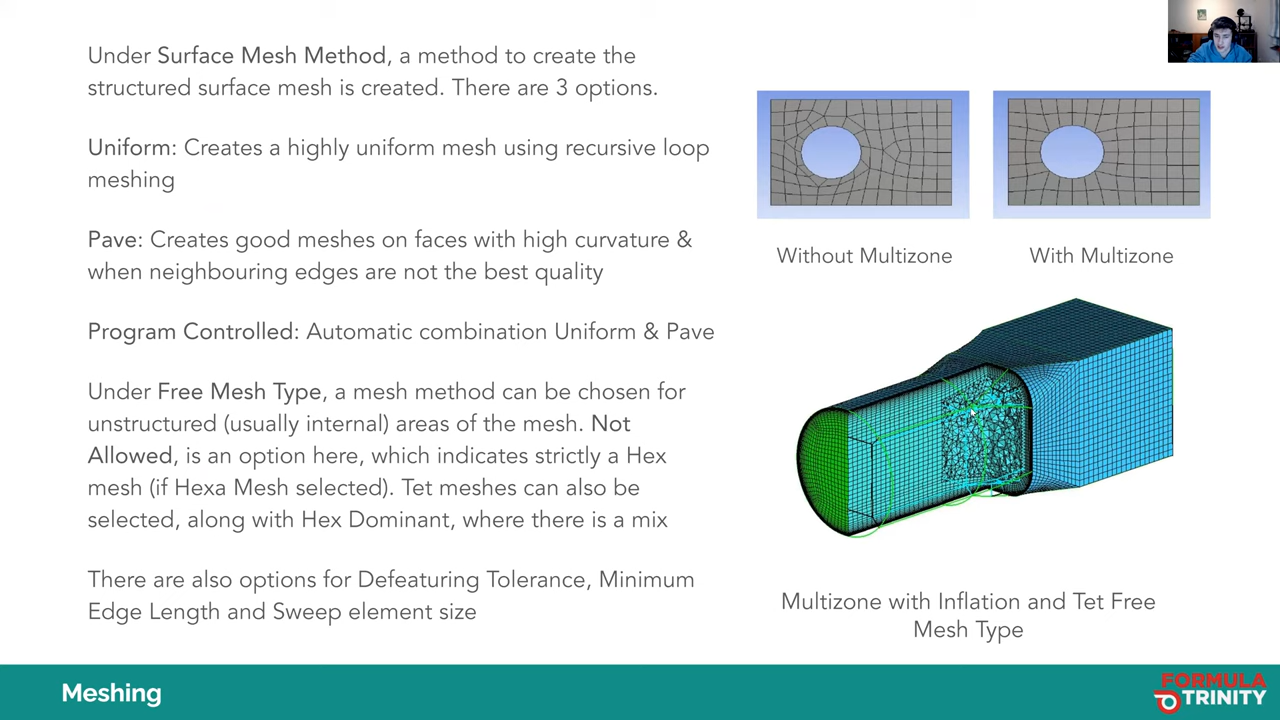 Under Surface Mesh Method, a method to create the
structured surface mesh is created. There are 3 options.
Uniform: Creates a highly uniform mesh using recursive loop
meshing
Pave: Creates good meshes on faces with high curvature &
when neighbouring edges are not the best quality
Program Controlled: Automatic combination Uniform & Pave
Under Free Mesh Type, a mesh method can be chosen for
unstructured (usually internal) areas of the mesh. Not
Allowed, is an option here, which indicates strictly a Hex
mesh (if Hexa Mesh selected). Tet meshes can also be
selected, along with Hex Dominant, where there is a mix
There are also options for Defeaturing Tolerance, Minimum
Edge Length and Sweep element size
Without Multizone
With Multizone
Multizone with Inflation and Tet Free
Mesh Type
Meshing
FORMULA
TRINITY